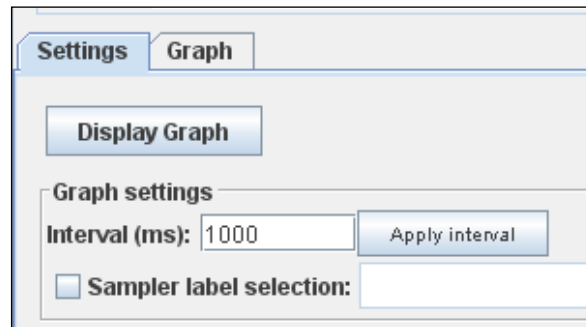 Settings Graph
Display Graph
Graph settings
Interval (ms): 1000 Apply interval
Sampler label selection: